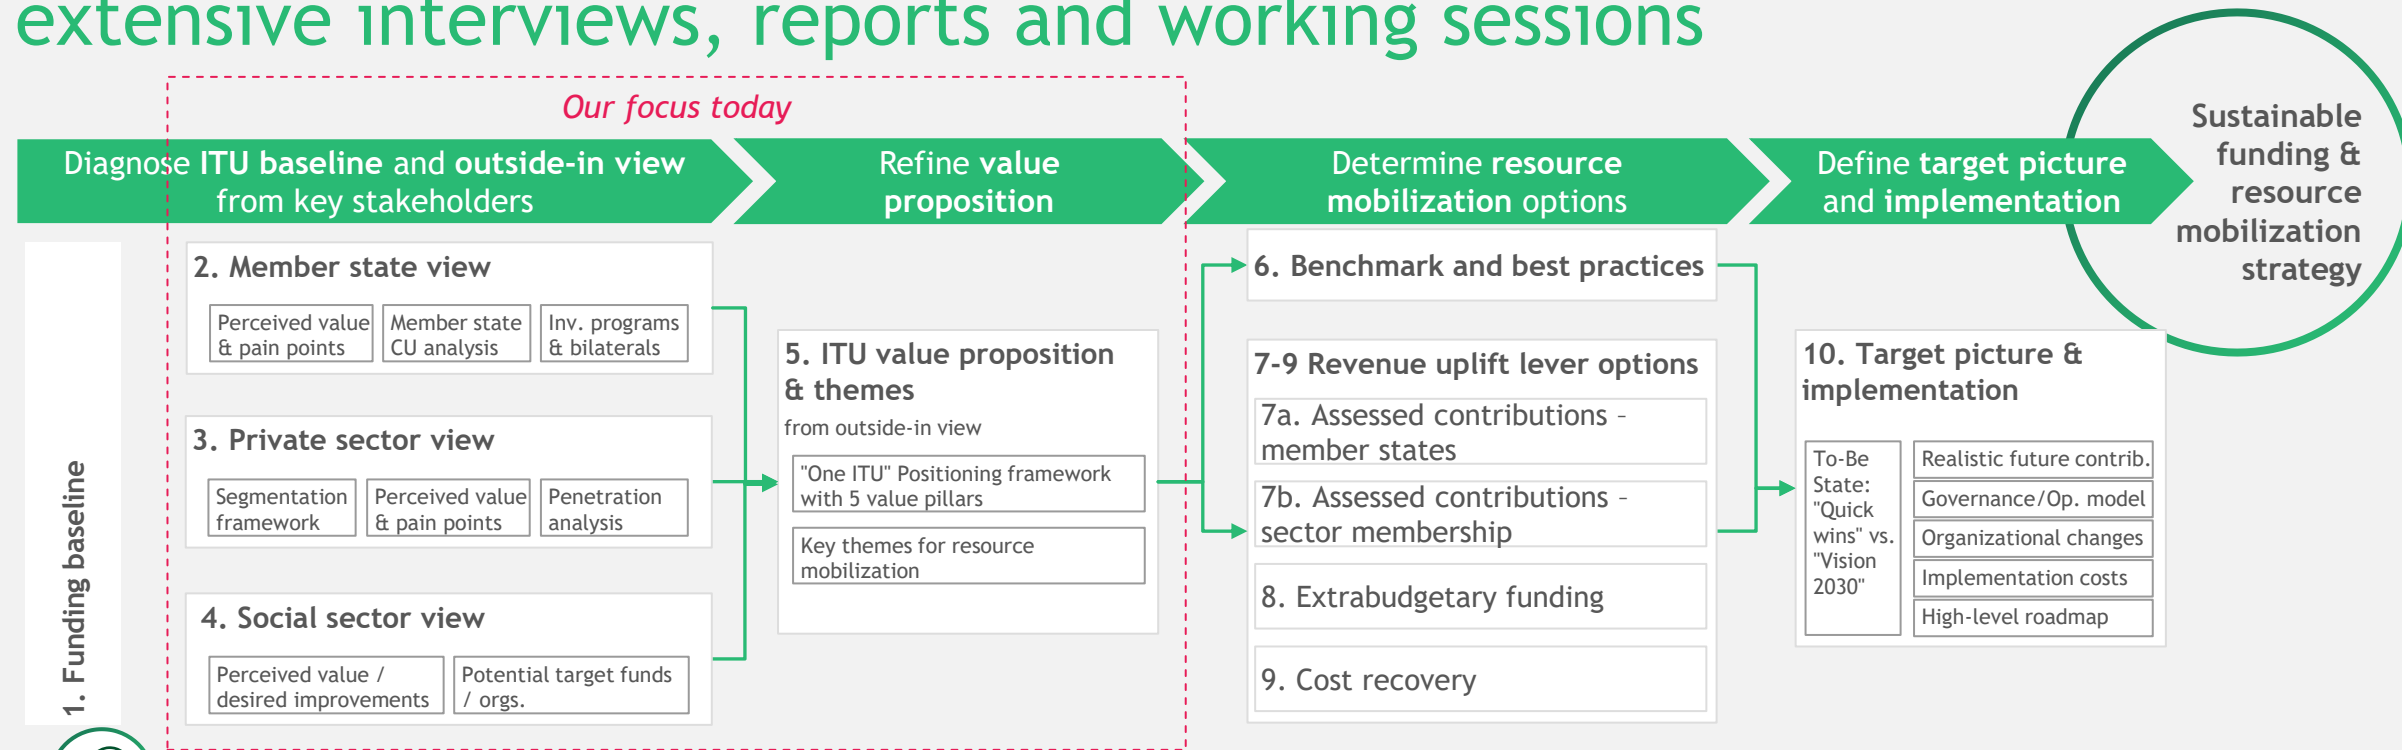 extensive interviews, reports and working sessions
Our focus today
Diagnose ITU baseline and outside-in view
from key stakeholders
Refine value
proposition
Determine resource
mobilization options
Define target picture
and implementation
Sustainable
funding &
resource
mobilization
strategy
1. Funding baseline
2. Member state view
Perceived value
& pain points
Member state
CU analysis
Inv. programs
& bilaterals
3. Private sector view
Segmentation
framework
Perceived value
& pain points
Penetration
analysis
4. Social sector view
Perceived value /
desired improvements
Potential target funds
/ orgs.
5. ITU value proposition
& themes
from outside-in view
"One ITU" Positioning framework
with 5 value pillars
Key themes for resource
mobilization
6. Benchmark and best practices
7-9 Revenue uplift lever options
7a. Assessed contributions –
member states
7b. Assessed contributions –
sector membership
8. Extrabudgetary funding
9. Cost recovery
10. Target picture &
implementation
To-Be
State:
"Quick
wins" vs.
"Vision
2030"
Realistic future contrib.
Governance/Op. model
Organizational changes
Implementation costs
High-level roadmap